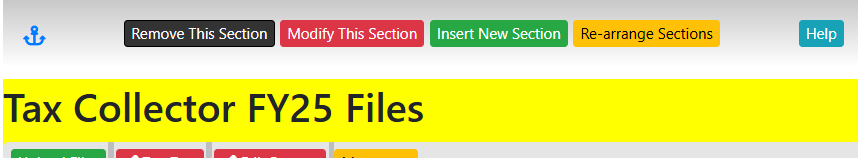 Remove This Section Modify This Section Insert New Section Re-arrange Sections Help
Tax Collector FY25 Files